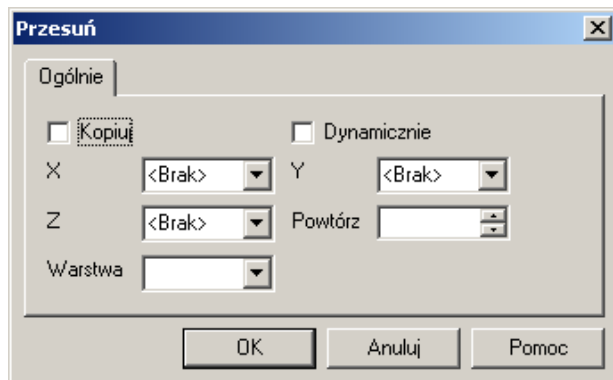 Przesuń
Ogólnie
Kopiuj Dynamicznie
X <Brak> Y <Brak>
Z <Brak> Powtórz
Warstwa
OK Anuluj Pomoc